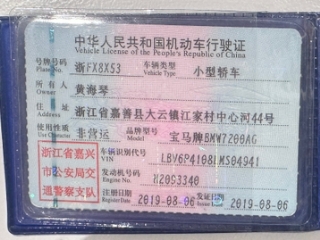 中华人民共和国机动车行驶证
Vehicle License of the People's Republic of China
号牌号码 浙FX8X53 车辆类型 小型轿车
Plate No. Vehicle Type
所有人 黄海琴
Owner
住址 浙江省嘉善县大云镇江家村中心河44号
Address
使用性质 非营运 品牌型号 宝马牌BMW7200AG
Use Character Model
浙江省嘉兴
市公安局交
通警察支队
车辆识别代号 LBV6P4108LMS04941
VIN
发动机号码 H20S3340
Engine No.
注册日期 2019-08-06 发证日期 2019-08-06
Register Date Issue Date